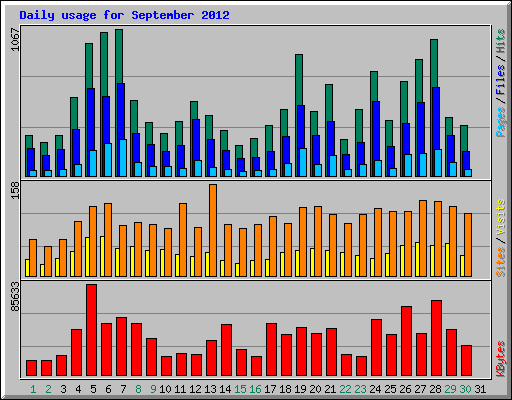 Daily usage for September 2012
1067
Pages / Files / Hits
188
Sites / Visits
85633
KBytes
1 2 3 4 5 6 7 8 9 10 11 12 13 14 15 16 17 18 19 20 21 22 23 24 25 26 27 28 29 30 31